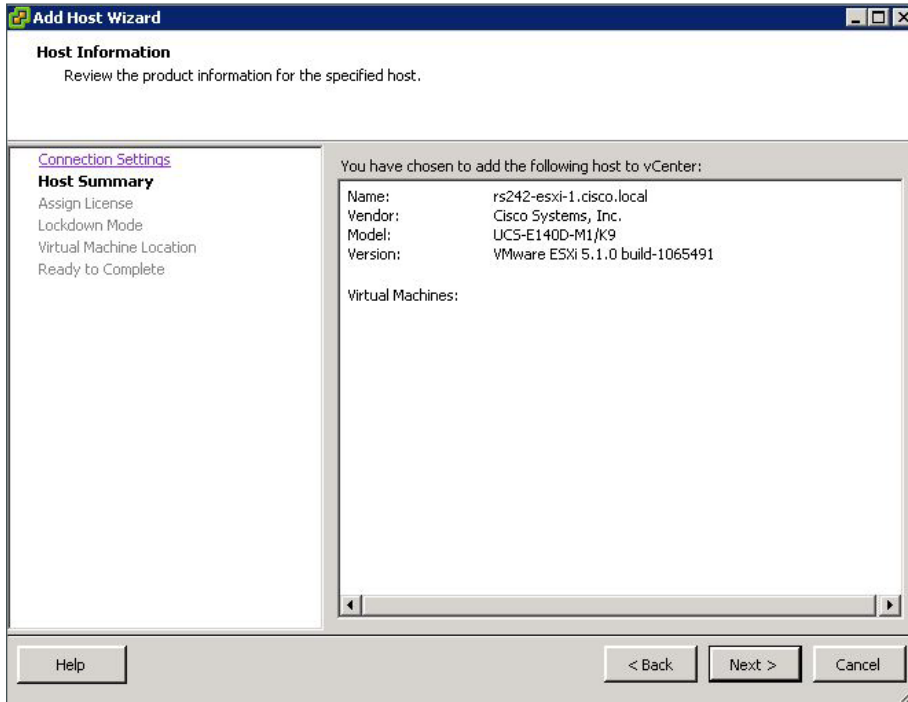 Add Host Wizard
Host Information
Review the product information for the specified host.
Connection Settings
Host Summary
Assign License
Lockdown Mode
Virtual Machine Location
Ready to Complete
You have chosen to add the following host to vCenter:
Name: rs242-esxi-1.cisco.local
Vendor: Cisco Systems, Inc.
Model: UCS-E140D-M1/K9
Version: VMware ESXi 5.1.0 build-1065491
Virtual Machines:
Help < Back Next > Cancel